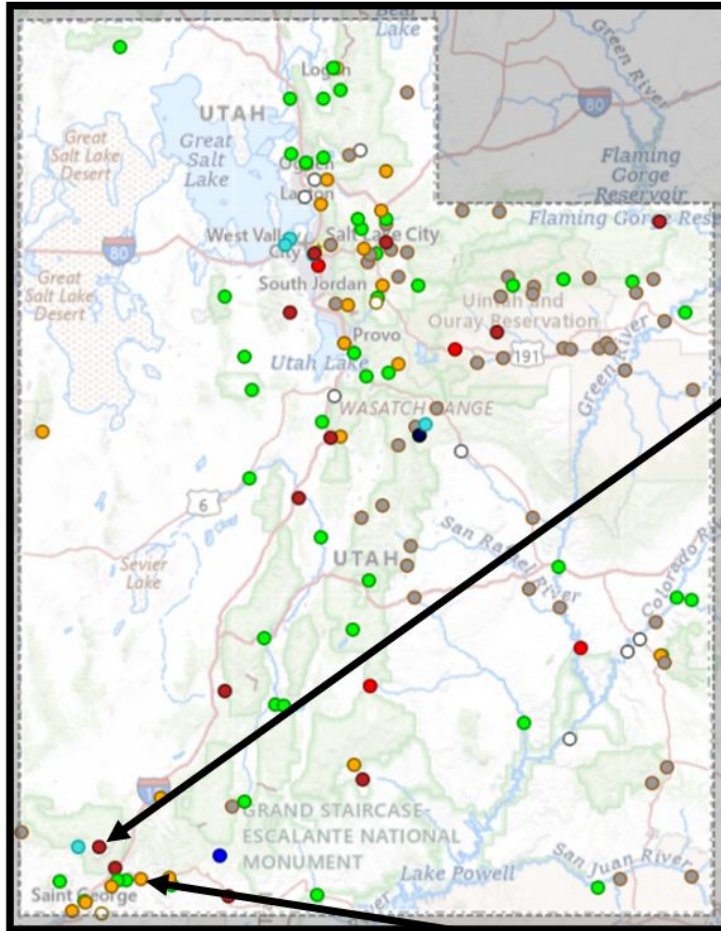 Bear
Lake
Logan
Green River
80
UTAH
Great
Salt Lake
Desert
Great
Salt
Lake
Flaming
Gorge
Reservoir
Ogden
Layton
Flaming Gorge Res
West Valley
City
Salt Lake City
80
South Jordan
Great
Salt Lake
Desert
Uintah and
Ouray Reservation
Provo
191
Utah Lake
Green River
WASATCH RANGE
6
San Rafael River
Colorado Ri
UTAH
Sevier
Lake
GRAND STAIRCASE-
ESCALANTE NATIONAL
MONUMENT
San Juan River
Lake Powell
Saint George